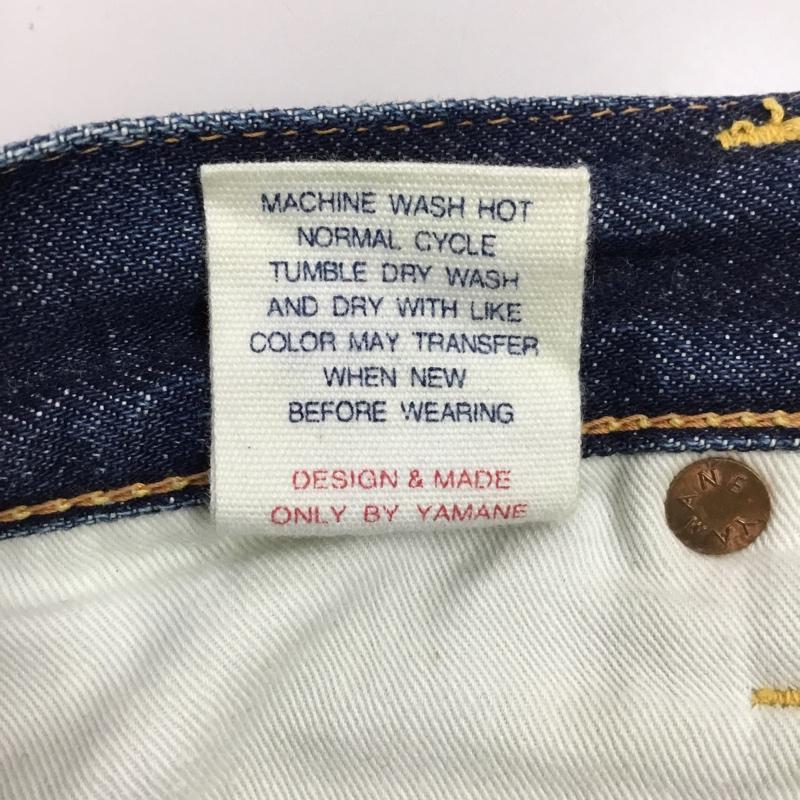 MACHINE WASH HOT
NORMAL CYCLE
TUMBLE DRY WASH
AND DRY WITH LIKE
COLOR MAY TRANSFER
WHEN NEW
BEFORE WEARING
DESIGN & MADE
ONLY BY YAMANE
YAMANE